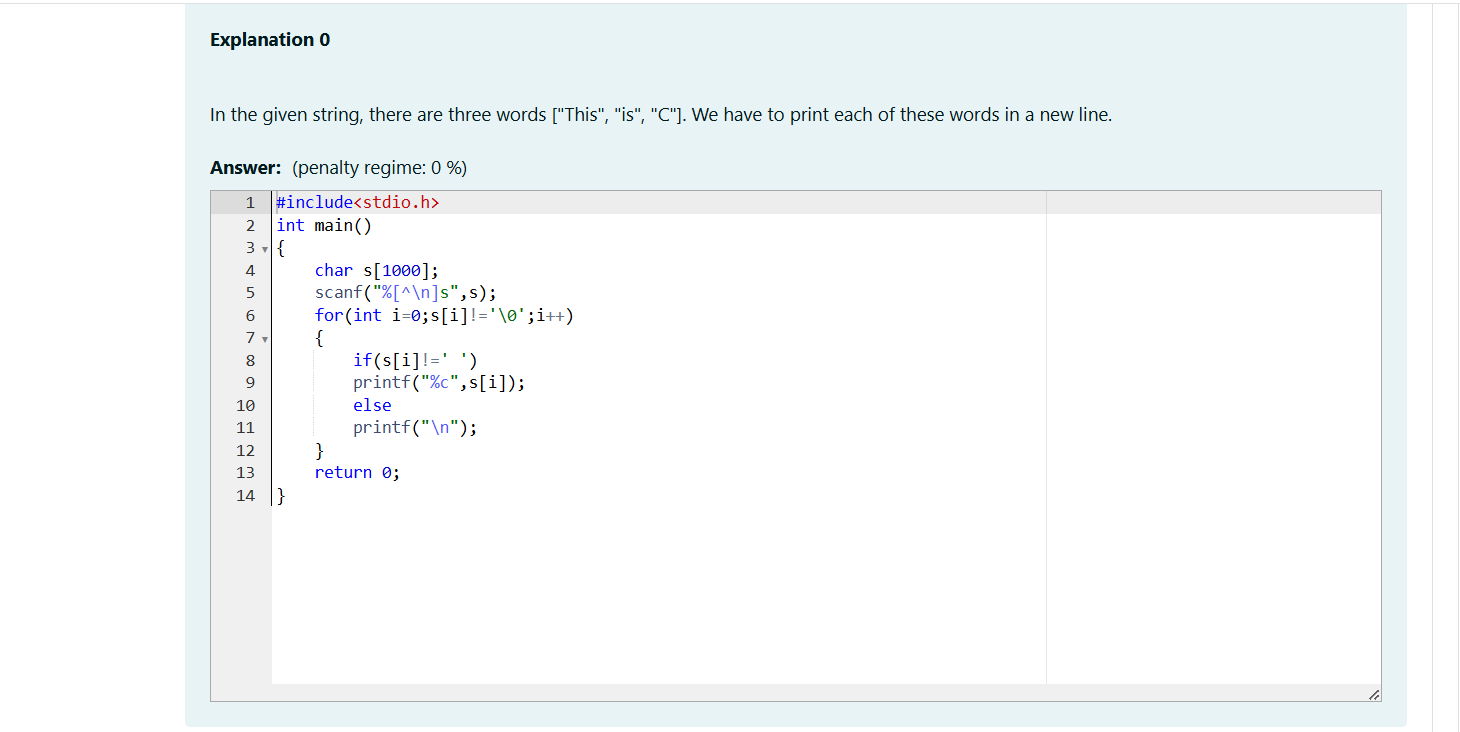 Explanation 0
In the given string, there are three words ["This", "is", "C"]. We have to print each of these words in a new line.
Answer: (penalty regime: 0 %)
1 #include<stdio.h>
2 int main()
3 {
4     char s[1000];
5     scanf("%[^\n]s",s);
6     for(int i=0;s[i]!='\0';i++)
7     {
8         if(s[i]!=' ')
9         printf("%c",s[i]);
10         else
11         printf("\n");
12     }
13     return 0;
14 }